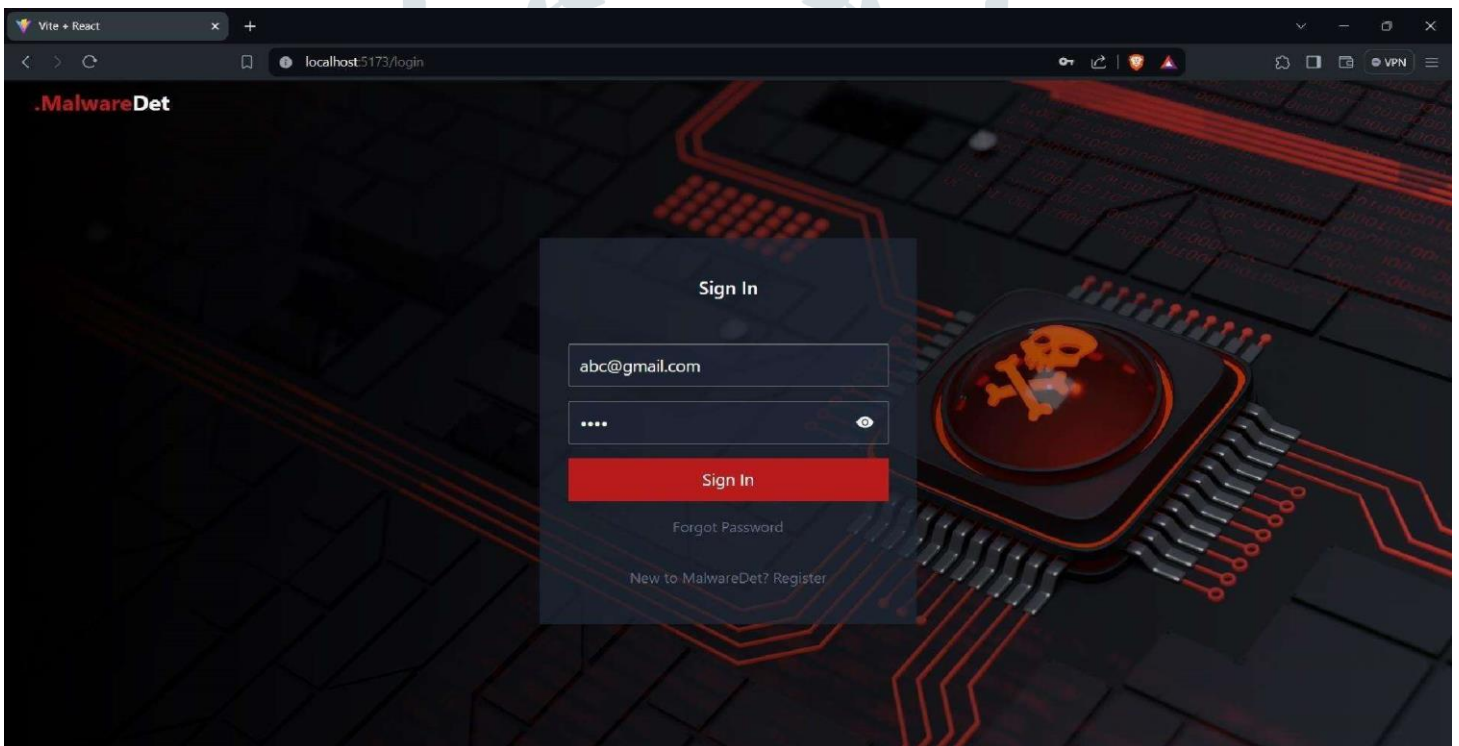 Vite + React
localhost:5173/login
VPN
.MalwareDet
Sign In
abc@gmail.com
••••
Sign In
Forgot Password
New to MalwareDet? Register